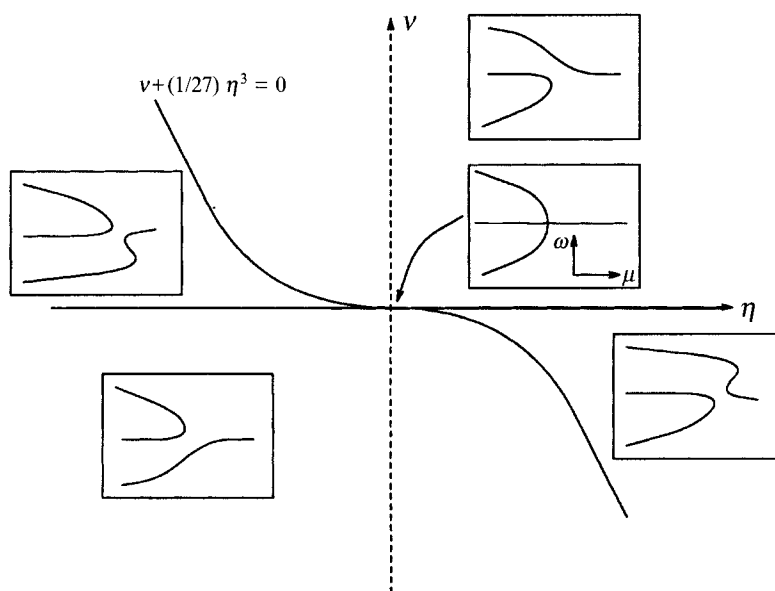 ν
ν+(1/27) η³ = 0
ω
μ
η